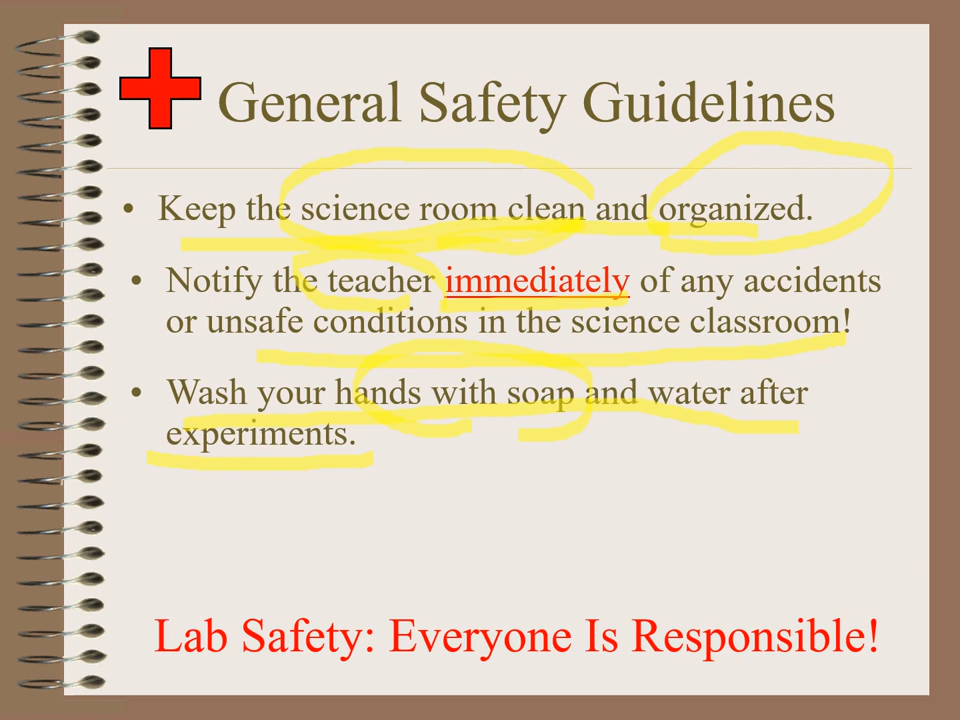 General Safety Guidelines
• Keep the science room clean and organized.
• Notify the teacher immediately of any accidents
or unsafe conditions in the science classroom!
• Wash your hands with soap and water after
experiments.
Lab Safety: Everyone Is Responsible!